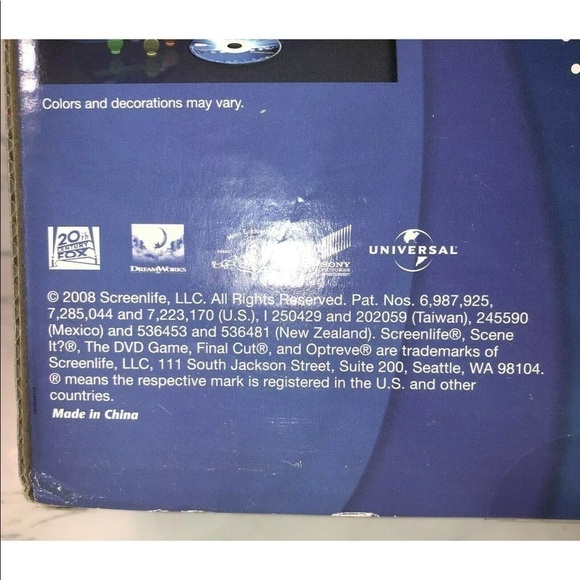 Colors and decorations may vary.
20th
CENTURY
FOX
DREAMWORKS
SONY
PICTURES
UNIVERSAL
© 2008 Screenlife, LLC. All Rights Reserved. Pat. Nos. 6,987,925,
7,285,044 and 7,223,170 (U.S.), I 250429 and 202059 (Taiwan), 245590
(Mexico) and 536453 and 536481 (New Zealand). Screenlife®, Scene
It?®, The DVD Game, Final Cut®, and Optreve® are trademarks of
Screenlife, LLC, 111 South Jackson Street, Suite 200, Seattle, WA 98104.
® means the respective mark is registered in the U.S. and other
countries.
Made in China